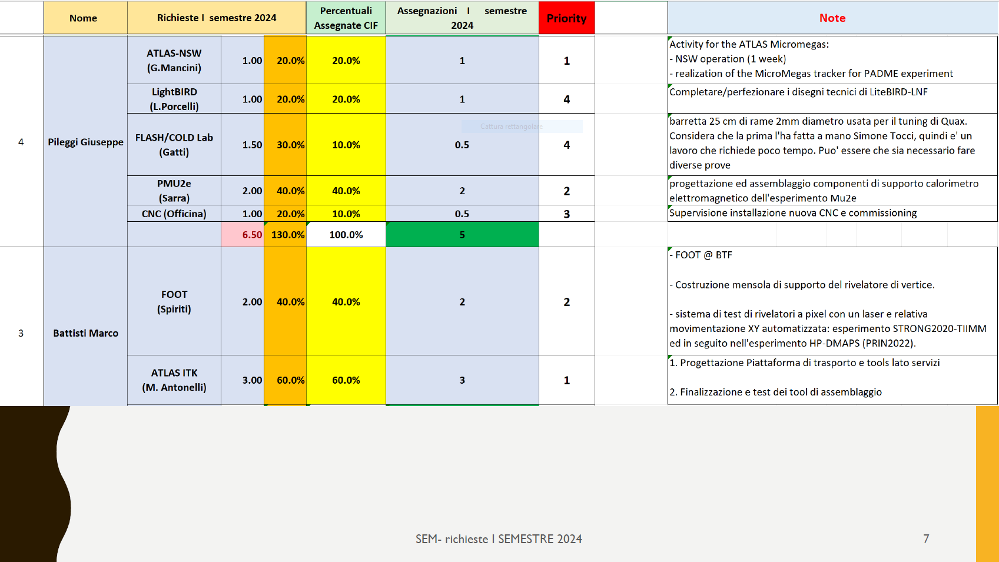 Nome
Richieste I semestre 2024
Percentuali
Assegnate CIF
Assegnazioni I semestre
2024
Priority
Note
4
Pileggi Giuseppe
ATLAS-NSW
(G.Mancini)
1.00
20.0%
20.0%
1
1
Activity for the ATLAS Micromegas:
- NSW operation (1 week)
- realization of the MicroMegas tracker for PADME experiment
LightBIRD
(L.Porcelli)
1.00
20.0%
20.0%
1
4
Completare/perfezionare i disegni tecnici di LiteBIRD-LNF
FLASH/COLD Lab
(Gatti)
1.50
30.0%
10.0%
Cattura rettangolare
0.5
4
barretta 25 cm di rame 2mm diametro usata per il tuning di Quax.
Considera che la prima l'ha fatta a mano Simone Tocci, quindi e' un
lavoro che richiede poco tempo. Puo' essere che sia necessario fare
diverse prove
PMU2e
(Sarra)
2.00
40.0%
40.0%
2
2
progettazione ed assemblaggio componenti di supporto calorimetro
elettromagnetico dell'esperimento Mu2e
CNC (Officina)
1.00
20.0%
10.0%
0.5
3
Supervisione installazione nuova CNC e commissioning
6.50
130.0%
100.0%
5
3
Battisti Marco
FOOT
(Spiriti)
2.00
40.0%
40.0%
2
2
- FOOT @ BTF
- Costruzione mensola di supporto del rivelatore di vertice.
- sistema di test di rivelatori a pixel con un laser e relativa
movimentazione XY automatizzata: esperimento STRONG2020-TIIMM
ed in seguito nell'esperimento HP-DMAPS (PRIN2022).
ATLAS ITK
(M. Antonelli)
3.00
60.0%
60.0%
3
1
1. Progettazione Piattaforma di trasporto e tools lato servizi
2. Finalizzazione e test dei tool di assemblaggio
SEM- richieste I SEMESTRE 2024
7